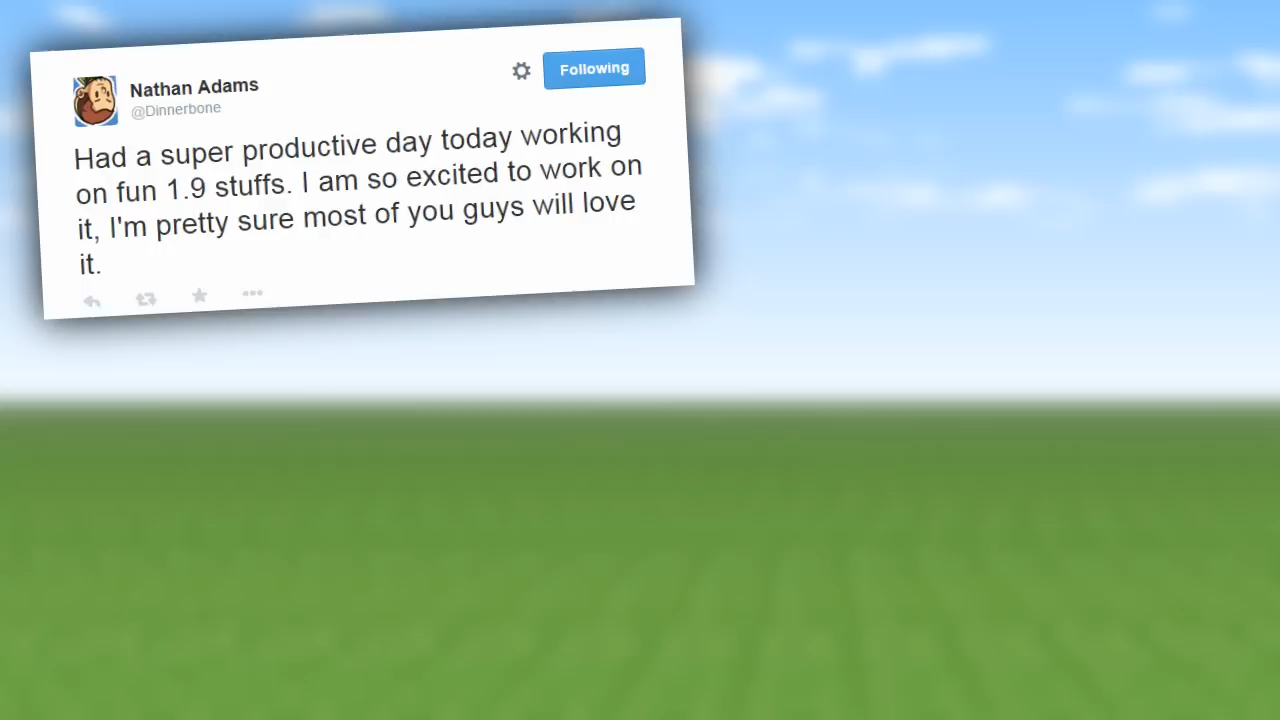 Nathan Adams
@Dinnerbone
Following
Had a super productive day today working
on fun 1.9 stuffs. I am so excited to work on
it, I'm pretty sure most of you guys will love
it.